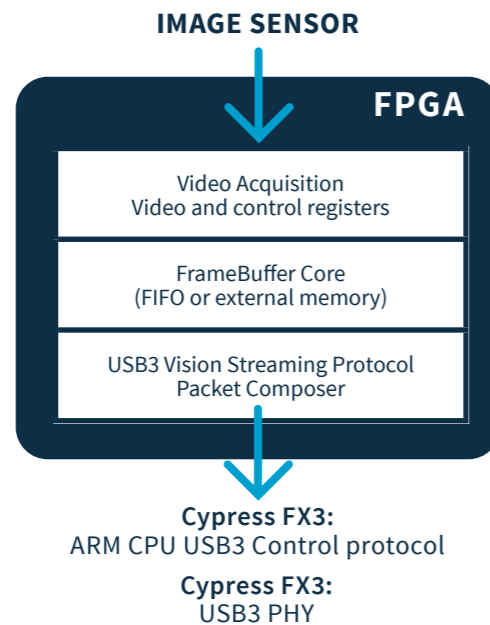 IMAGE SENSOR
FPGA
Video Acquisition
Video and control registers
FrameBuffer Core
(FIFO or external memory)
USB3 Vision Streaming Protocol
Packet Composer
Cypress FX3:
ARM CPU USB3 Control protocol
Cypress FX3:
USB3 PHY